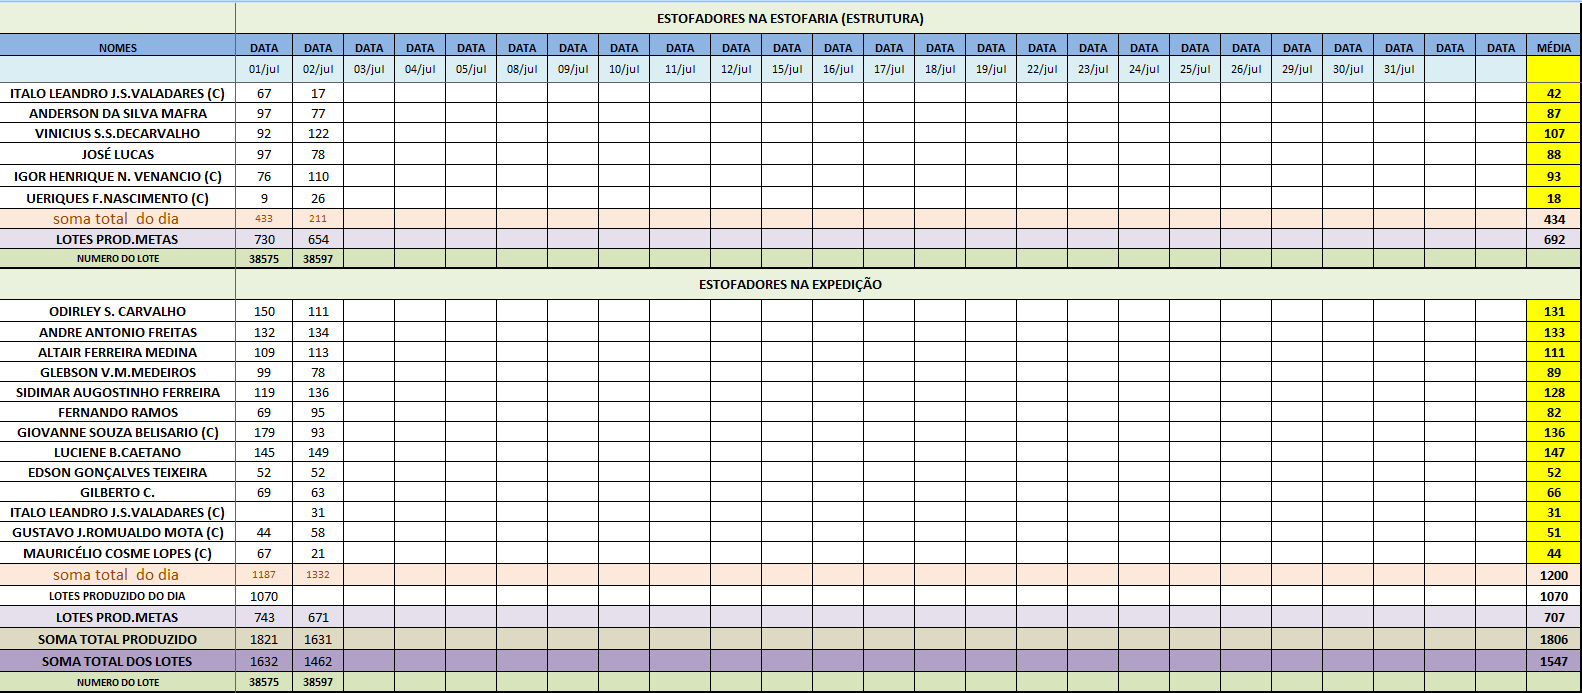 ESTOFADORES NA ESTOFARIA (ESTRUTURA)
NOMES DATA DATA DATA DATA DATA DATA DATA DATA DATA DATA DATA DATA DATA DATA DATA DATA DATA DATA DATA DATA DATA DATA DATA DATA DATA MÉDIA
01/jul 02/jul 03/jul 04/jul 05/jul 08/jul 09/jul 10/jul 11/jul 12/jul 15/jul 16/jul 17/jul 18/jul 19/jul 22/jul 23/jul 24/jul 25/jul 26/jul 29/jul 30/jul 31/jul
ITALO LEANDRO J.S.VALADARES (C) 67 17 42
ANDERSON DA SILVA MAFRA 97 77 87
VINICIUS S.S.DECARVALHO 92 122 107
JOSÉ LUCAS 97 78 88
IGOR HENRIQUE N. VENANCIO (C) 76 110 93
UERIQUES F.NASCIMENTO (C) 9 26 18
soma total do dia 433 211 434
LOTES PROD.METAS 730 654 692
NUMERO DO LOTE 38575 38597
ESTOFADORES NA EXPEDIÇÃO
ODIRLEY S. CARVALHO 150 111 131
ANDRE ANTONIO FREITAS 132 134 133
ALTAIR FERREIRA MEDINA 109 113 111
GLEBSON V.M.MEDEIROS 99 78 89
SIDIMAR AUGOSTINHO FERREIRA 119 136 128
FERNANDO RAMOS 69 95 82
GIOVANNE SOUZA BELISARIO (C) 179 93 136
LUCIENE B.CAETANO 145 149 147
EDSON GONÇALVES TEIXEIRA 52 52 52
GILBERTO C. 69 63 66
ITALO LEANDRO J.S.VALADARES (C) 31 31
GUSTAVO J.ROMUALDO MOTA (C) 44 58 51
MAURICÉLIO COSME LOPES (C) 67 21 44
soma total do dia 1187 1332 1200
LOTES PRODUZIDO DO DIA 1070 1070
LOTES PROD.METAS 743 671 707
SOMA TOTAL PRODUZIDO 1821 1631 1806
SOMA TOTAL DOS LOTES 1632 1462 1547
NUMERO DO LOTE 38575 38597